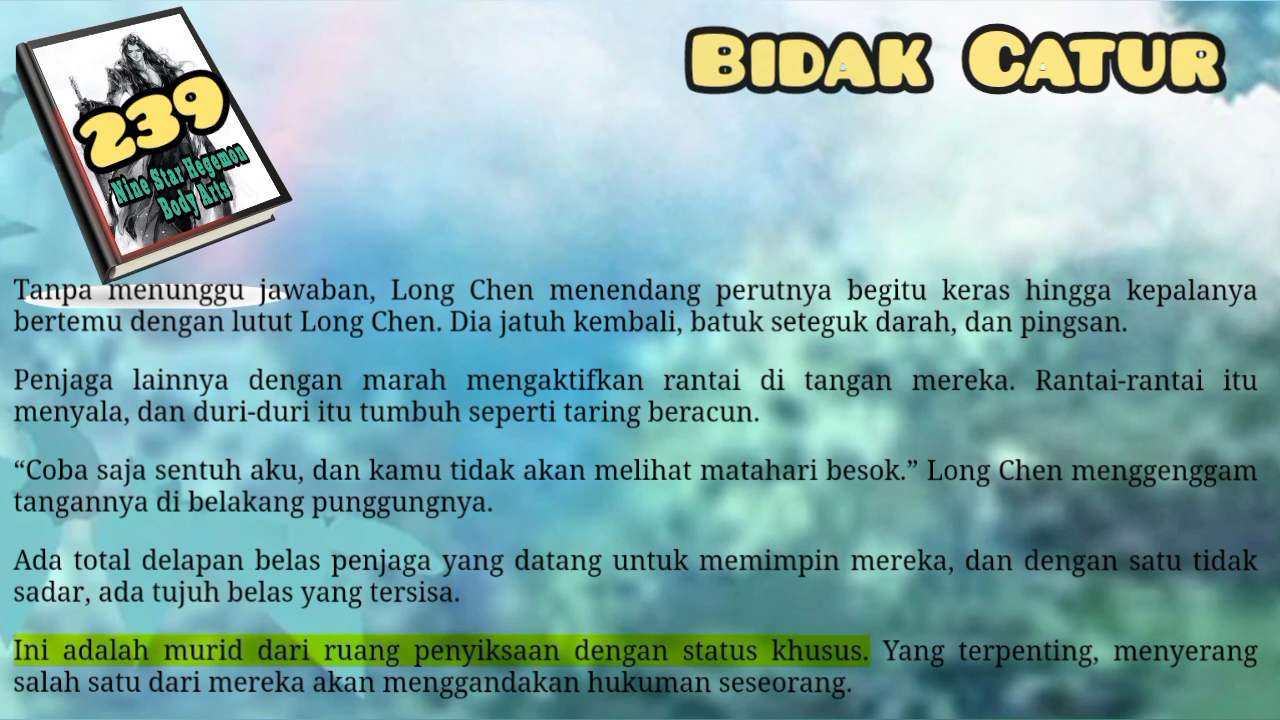 Bidak Catur
239
Nine Star Hegemon
Body Arts
Tanpa menunggu jawaban, Long Chen menendang perutnya begitu keras hingga kepalanya
bertemu dengan lutut Long Chen. Dia jatuh kembali, batuk seteguk darah, dan pingsan.
Penjaga lainnya dengan marah mengaktifkan rantai di tangan mereka. Rantai-rantai itu
menyala, dan duri-duri itu tumbuh seperti taring beracun.
“Coba saja sentuh aku, dan kamu tidak akan melihat matahari besok.” Long Chen menggenggam
tangannya di belakang punggungnya.
Ada total delapan belas penjaga yang datang untuk memimpin mereka, dan dengan satu tidak
sadar, ada tujuh belas yang tersisa.
Ini adalah murid dari ruang penyiksaan dengan status khusus. Yang terpenting, menyerang
salah satu dari mereka akan menggandakan hukuman seseorang.